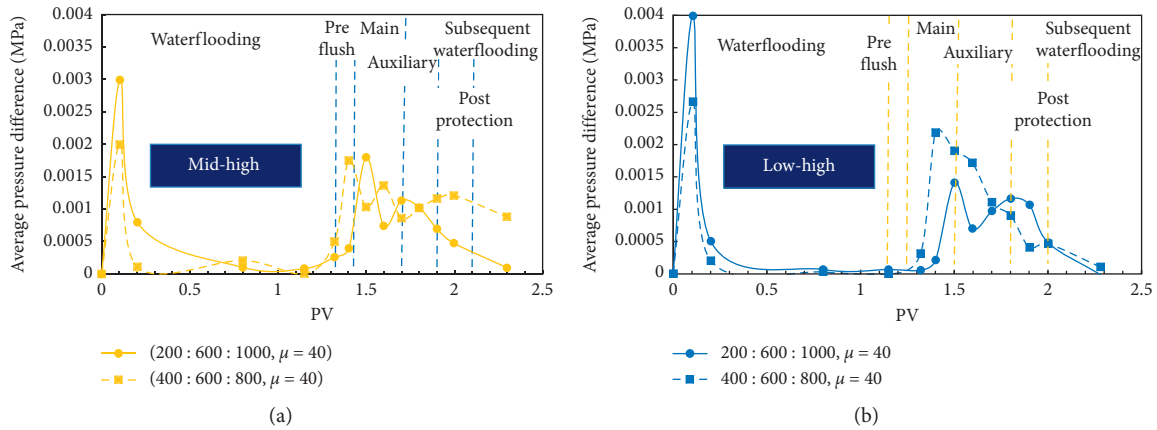 Average pressure difference (MPa)
0.004
0.0035
0.003
0.0025
0.002
0.0015
0.001
0.0005
0
Waterflooding
Pre
flush
Main
Auxiliary
Subsequent
waterflooding
Post
protection
Mid-high
0
0.5
1
1.5
2
2.5
PV
(200 : 600 : 1000, μ = 40)
(400 : 600 : 800, μ = 40)
(a)
Average pressure difference (MPa)
0.004
0.0035
0.003
0.0025
0.002
0.0015
0.001
0.0005
0
Waterflooding
Pre
flush
Main
Auxiliary
Subsequent
waterflooding
Post
protection
Low-high
0
0.5
1
1.5
2
2.5
PV
200 : 600 : 1000, μ = 40
400 : 600 : 800, μ = 40
(b)